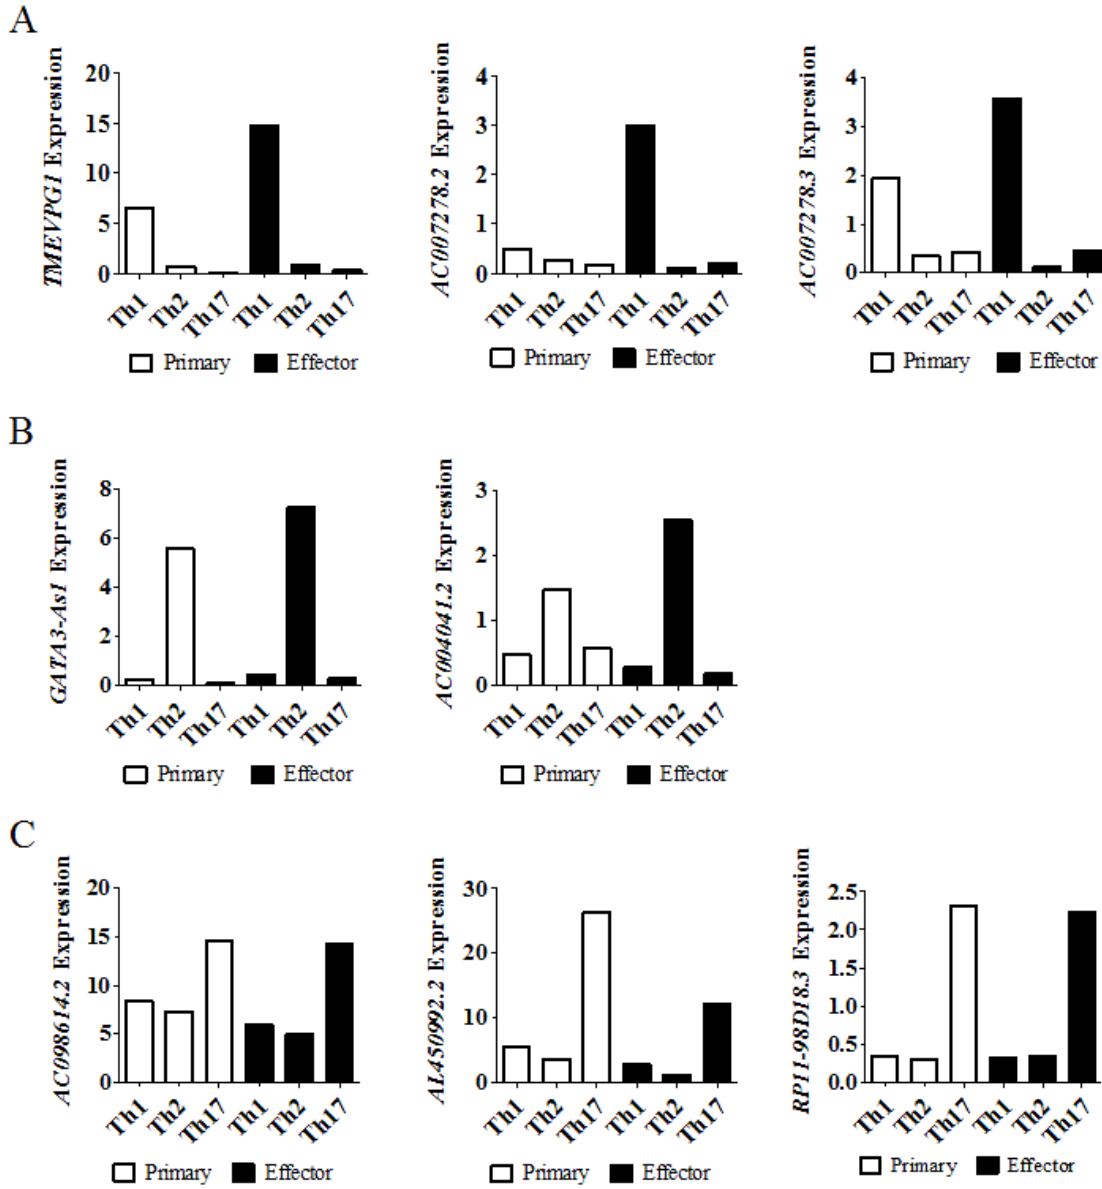 A
TMEVPG1 Expression
20
15
10
5
0
Th1 Th2 Th17 Th1 Th2 Th17
Primary Effector
AC007278.2 Expression
4
3
2
1
0
Th1 Th2 Th17 Th1 Th2 Th17
Primary Effector
AC007278.3 Expression
4
3
2
1
0
Th1 Th2 Th17 Th1 Th2 Th17
Primary Effector
B
GATA3-As1 Expression
8
6
4
2
0
Th1 Th2 Th17 Th1 Th2 Th17
Primary Effector
AC004041.2 Expression
3
2
1
0
Th1 Th2 Th17 Th1 Th2 Th17
Primary Effector
C
AC098614.2 Expression
20
15
10
5
0
Th1 Th2 Th17 Th1 Th2 Th17
Primary Effector
AL450992.2 Expression
30
20
10
0
Th1 Th2 Th17 Th1 Th2 Th17
Primary Effector
RP11-98D18.3 Expression
2.5
2.0
1.5
1.0
0.5
0.0
Th1 Th2 Th17 Th1 Th2 Th17
Primary Effector